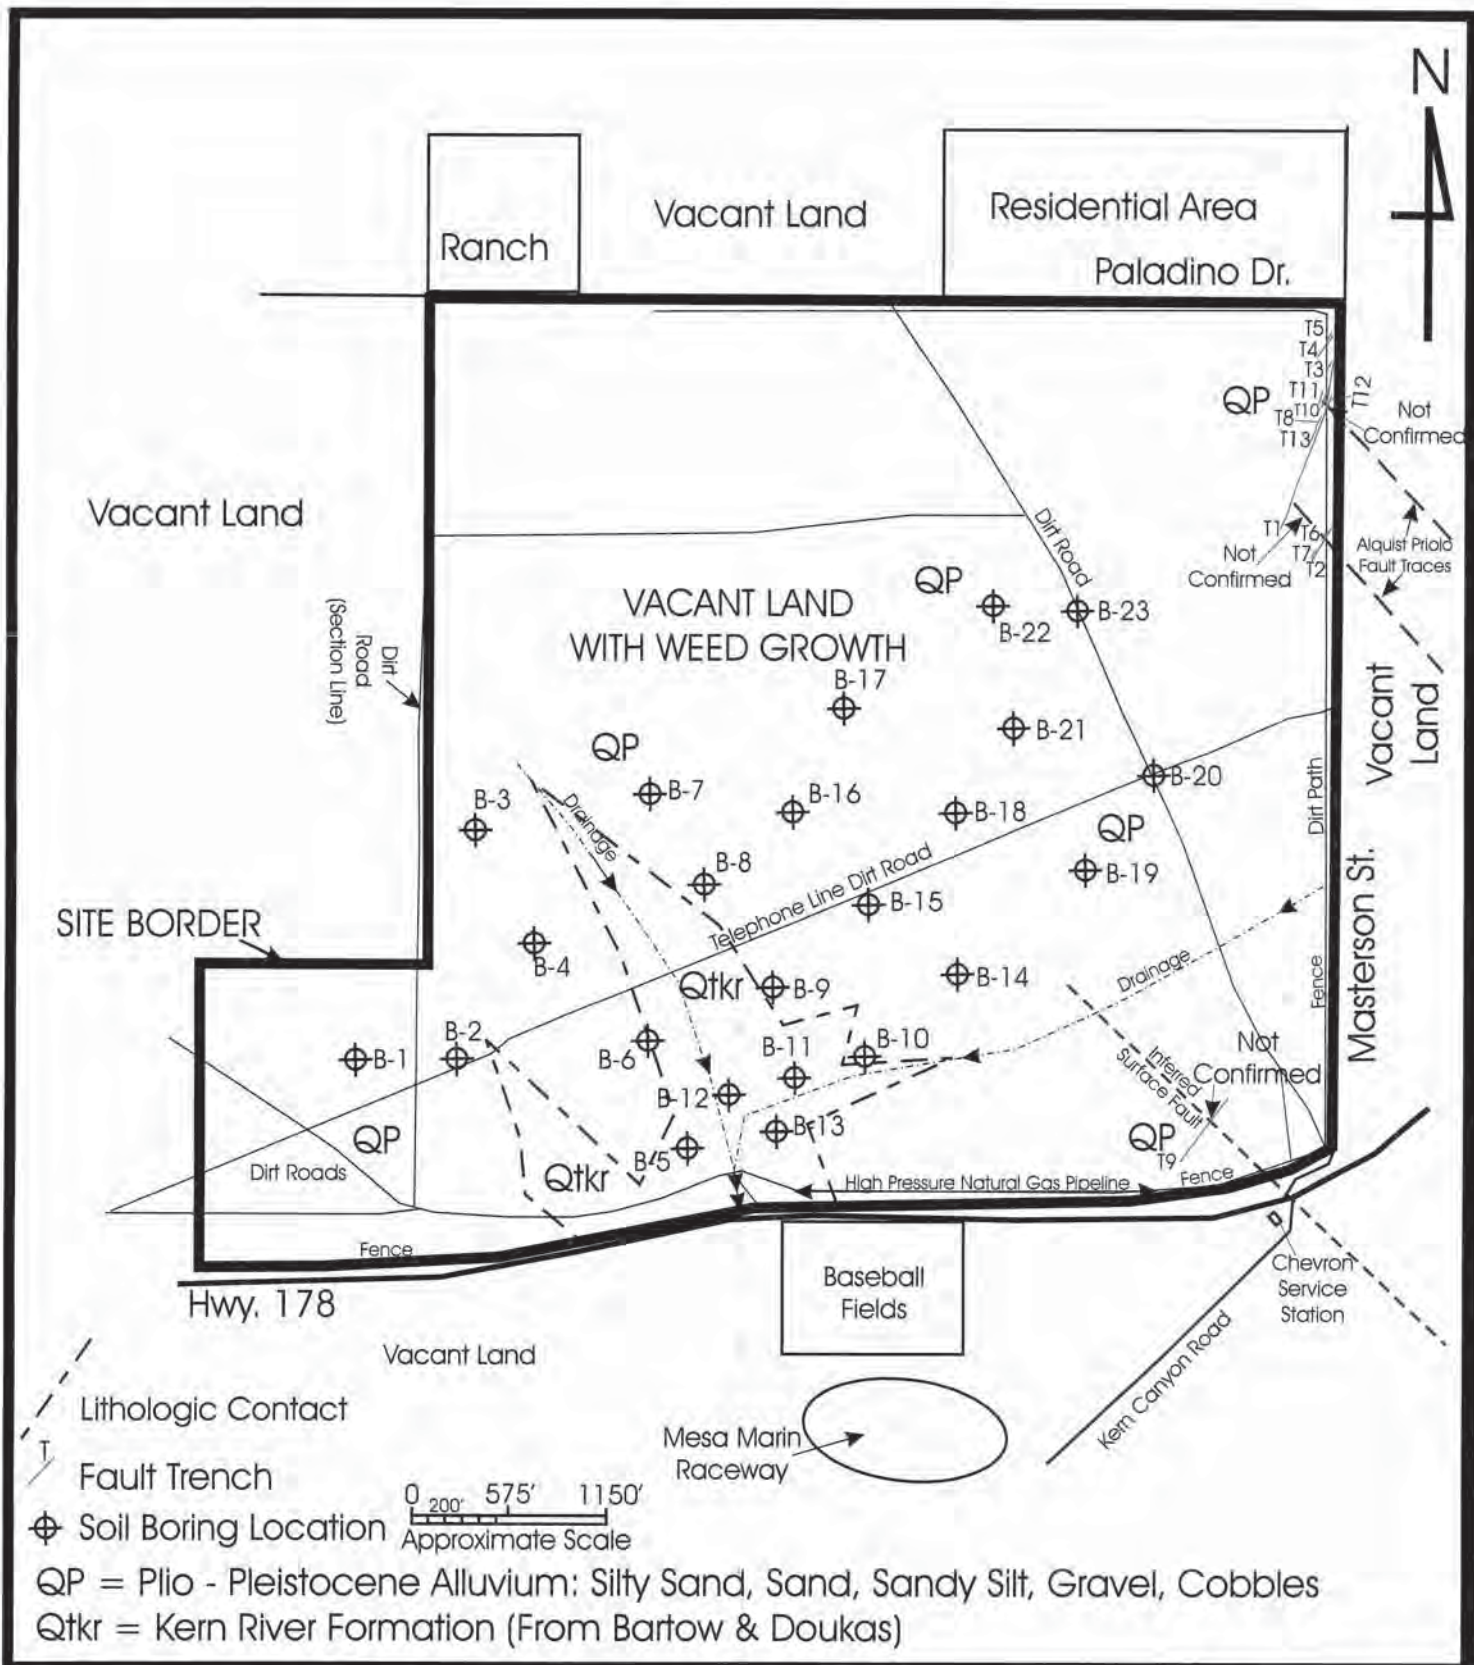 N
Vacant Land
Residential Area
Ranch
Paladino Dr.
T5
T4
T3
T11
T12
QP
T8
T10
T13
Not
Confirmed
Vacant Land
Dirt Road
T1
T6
T7
T2
Not
Confirmed
Alquist Priolo
Fault Traces
QP
VACANT LAND
WITH WEED GROWTH
B-22
B-23
Dirt
Road
(Section Line)
B-17
Vacant
Land
QP
B-21
B-7
B-16
B-20
B-3
Drainage
B-18
QP
Dirt Path
B-8
Telephone Line Dirt Road
B-19
B-15
SITE BORDER
B-4
Qtkr
B-9
B-14
Drainage
Fence
Masterson St.
B-1
B-2
B-6
B-11
B-10
Inferred
Surface Fault
Not
Confirmed
B-12
B-13
QP
QP
T9
B-5
Dirt Roads
Qtkr
High Pressure Natural Gas Pipeline
Fence
Fence
Hwy. 178
Baseball
Fields
Chevron
Service
Station
Vacant Land
Kern Canyon Road
Lithologic Contact
Mesa Marin
Raceway
T
Fault Trench
0 200' 575' 1150'
Soil Boring Location
Approximate Scale
QP = Plio - Pleistocene Alluvium: Silty Sand, Sand, Sandy Silt, Gravel, Cobbles
Qtkr = Kern River Formation (From Bartow & Doukas)